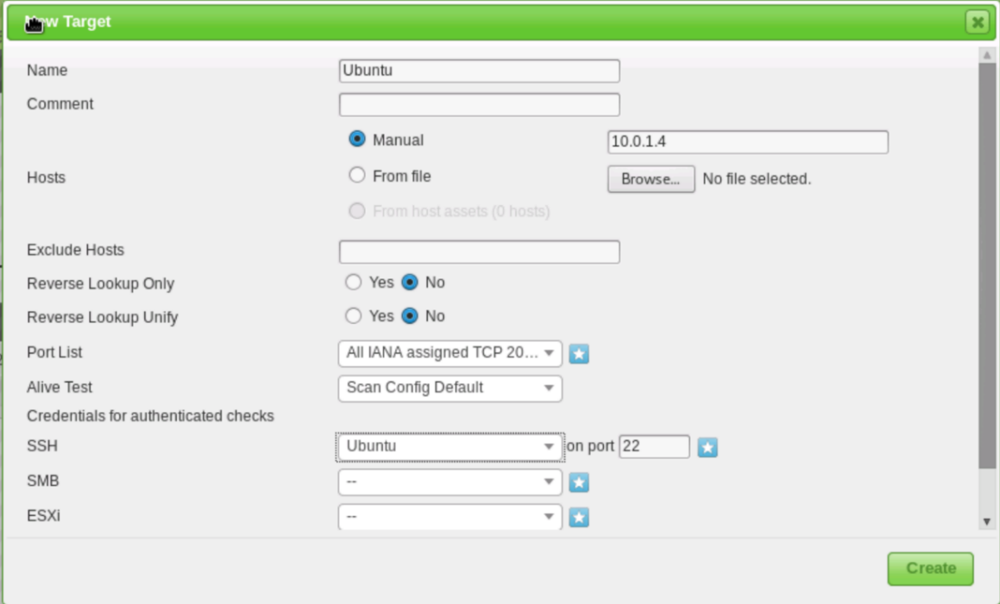 New Target
Name Ubuntu
Comment
Manual 10.0.1.4
Hosts From file Browse... No file selected.
From host assets (0 hosts)
Exclude Hosts
Reverse Lookup Only Yes No
Reverse Lookup Unify Yes No
Port List All IANA assigned TCP 20...
Alive Test Scan Config Default
Credentials for authenticated checks
SSH Ubuntu on port 22
SMB --
ESXi --
Create